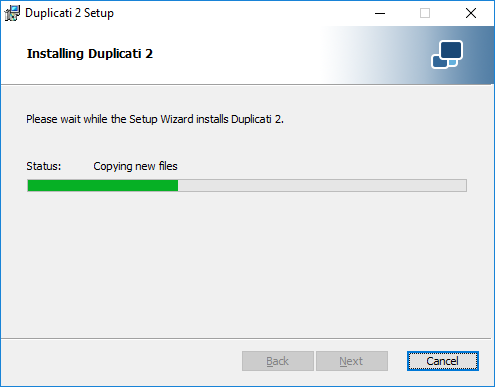 Duplicati 2 Setup
Installing Duplicati 2
Please wait while the Setup Wizard installs Duplicati 2.
Status: Copying new files
Back Next Cancel